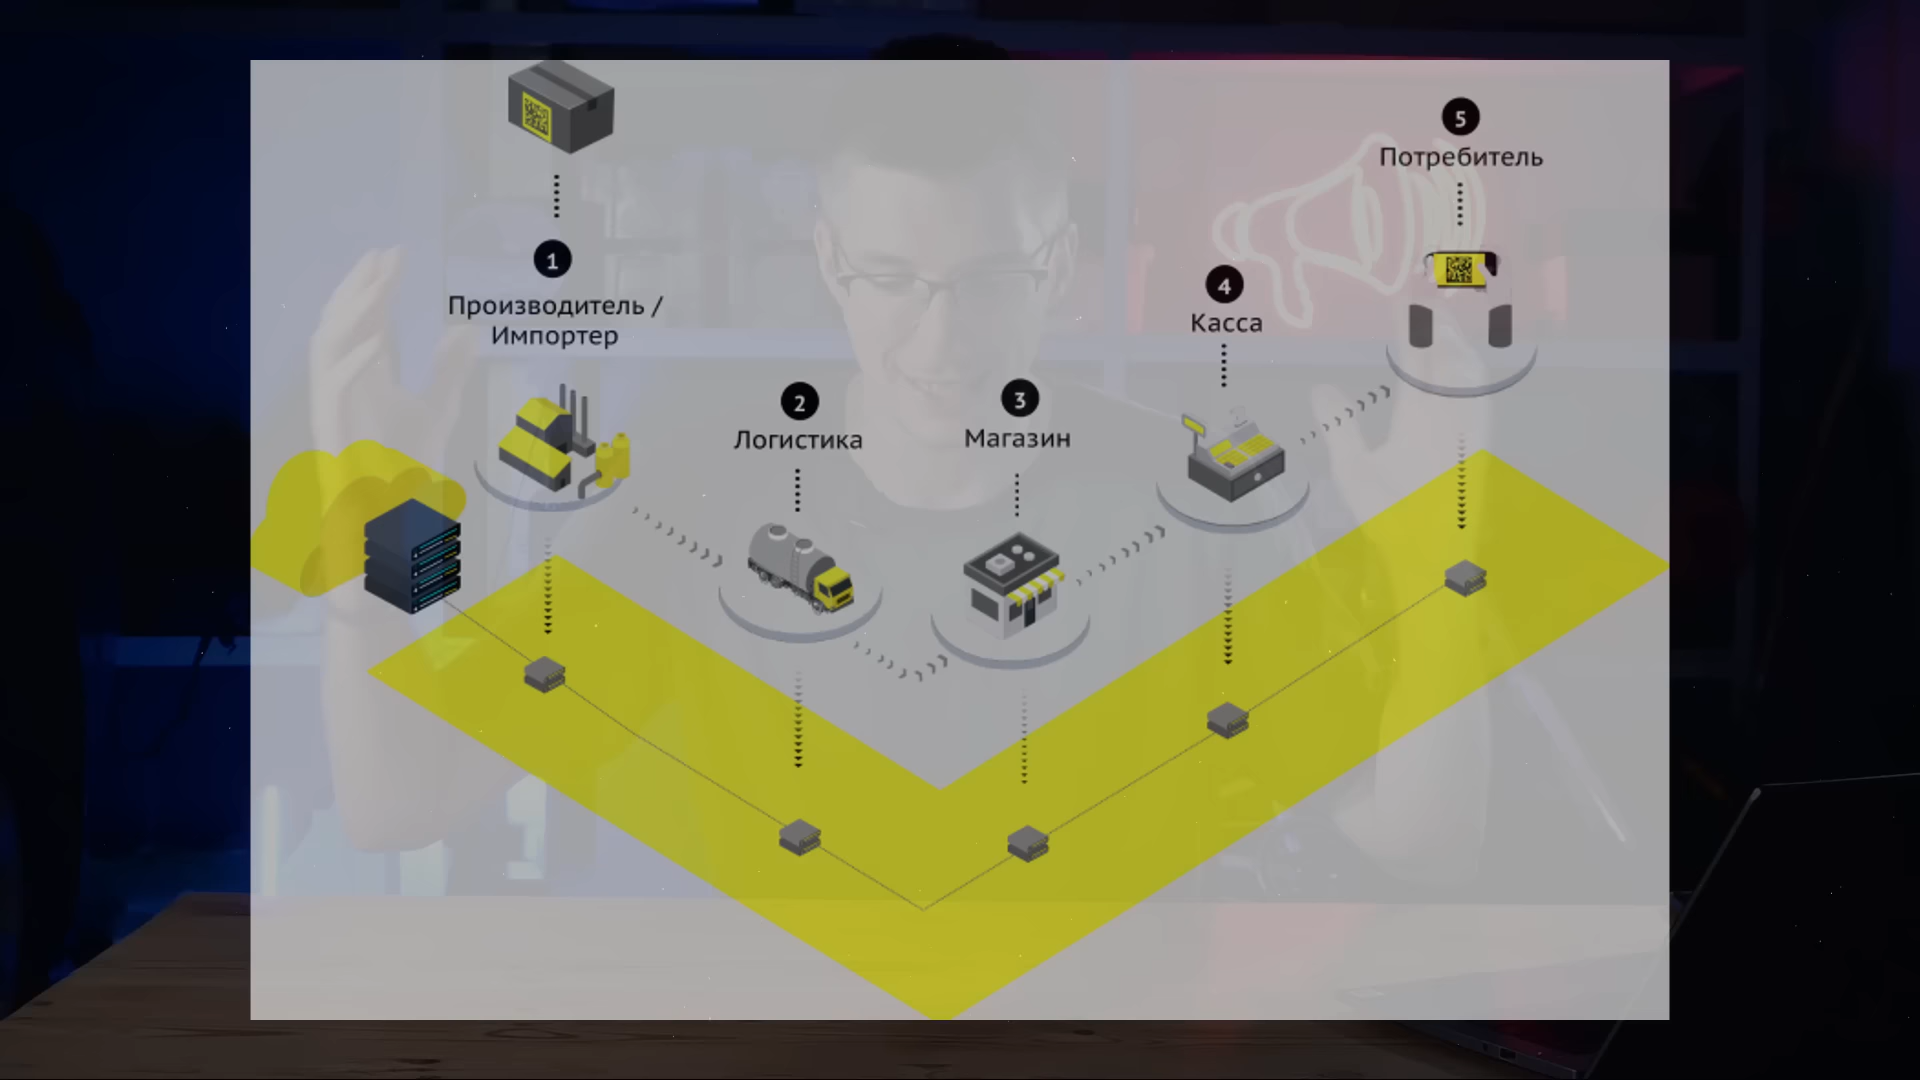 1
Производитель /
Импортер
2
Логистика
3
Магазин
4
Касса
5
Потребитель